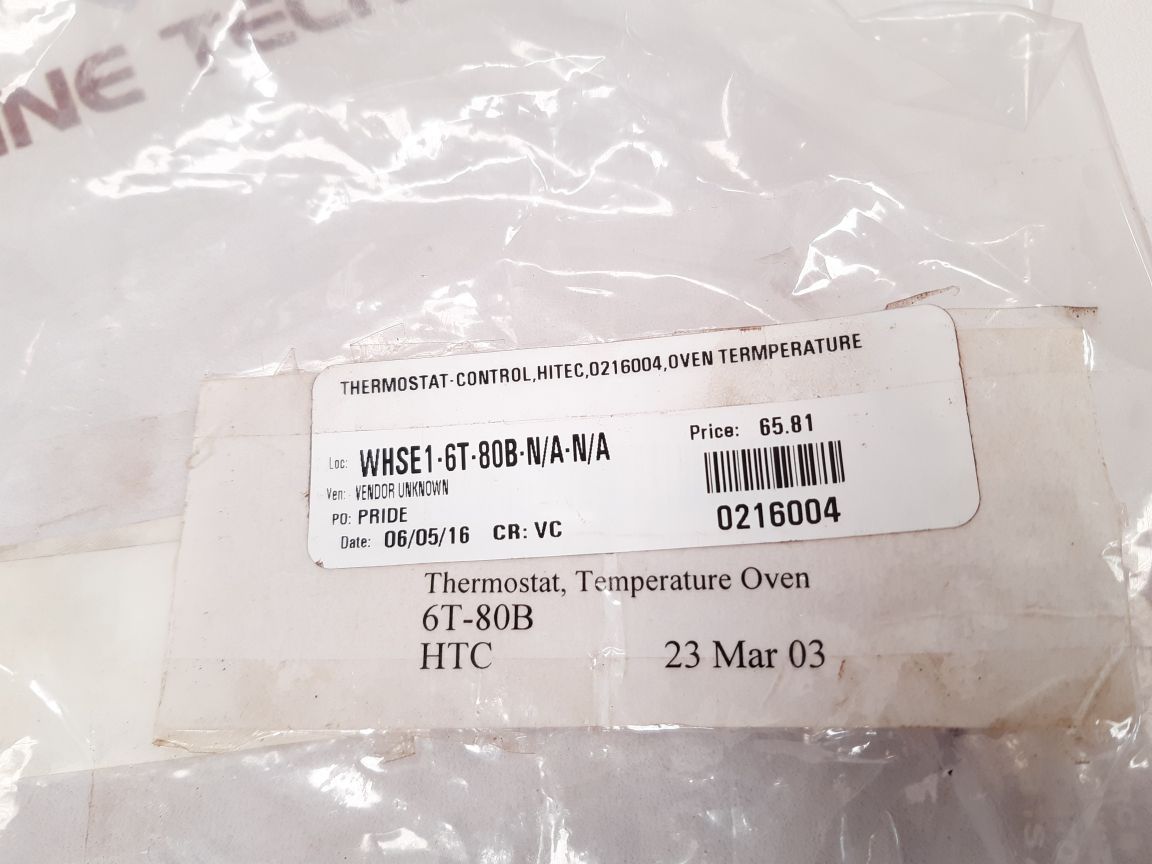 INE TECH
THERMOSTAT-CONTROL,HITEC,0216004,OVEN TERMPERATURE
Loc: WHSE1-6T-80B-N/A-N/A
Price: 65.81
Ven: VENDOR UNKNOWN
PO: PRIDE
0216004
Date: 06/05/16 CR: VC
Thermostat, Temperature Oven
6T-80B
HTC 23 Mar 03